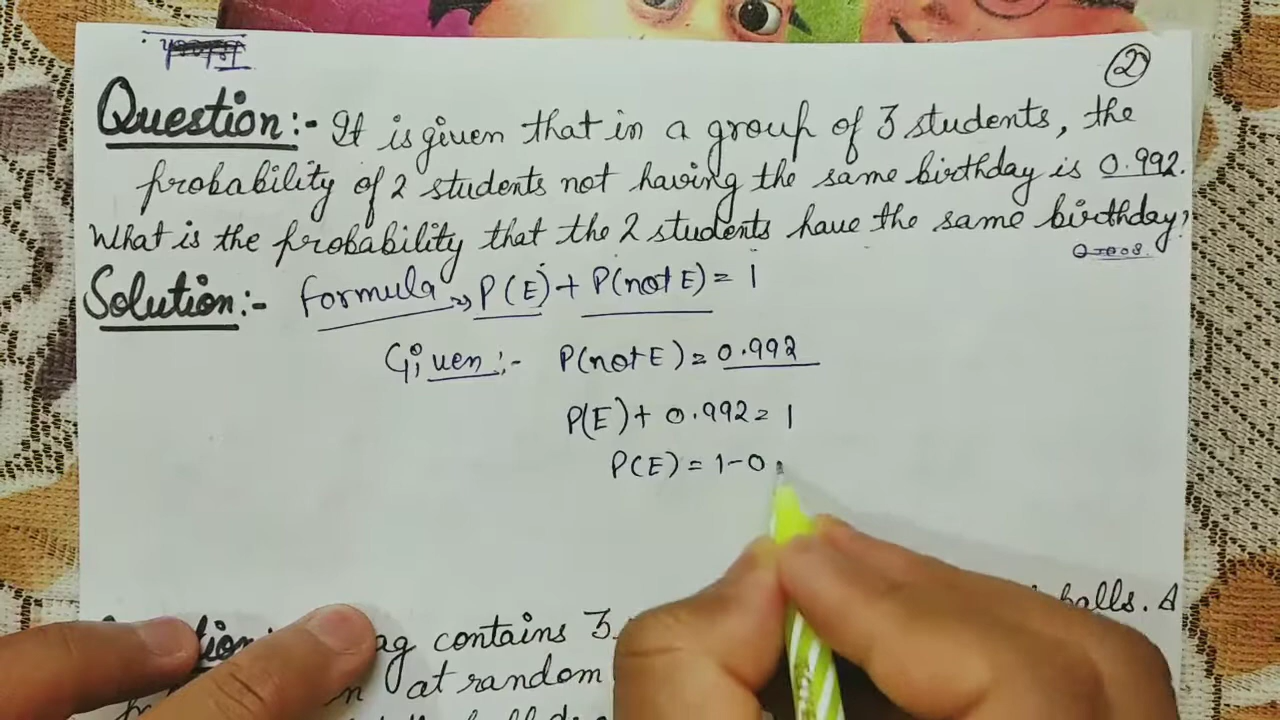 2
Question:- It is given that in a group of 3 students, the
probability of 2 students not having the same birthday is 0.992.
What is the probability that the 2 students have the same birthday?
0.008.
Solution:- formula → P(E) + P(not E) = 1
Given:- P(not E) = 0.992
P(E) + 0.992 = 1
P(E) = 1-0.
contains 3 balls. A
at random